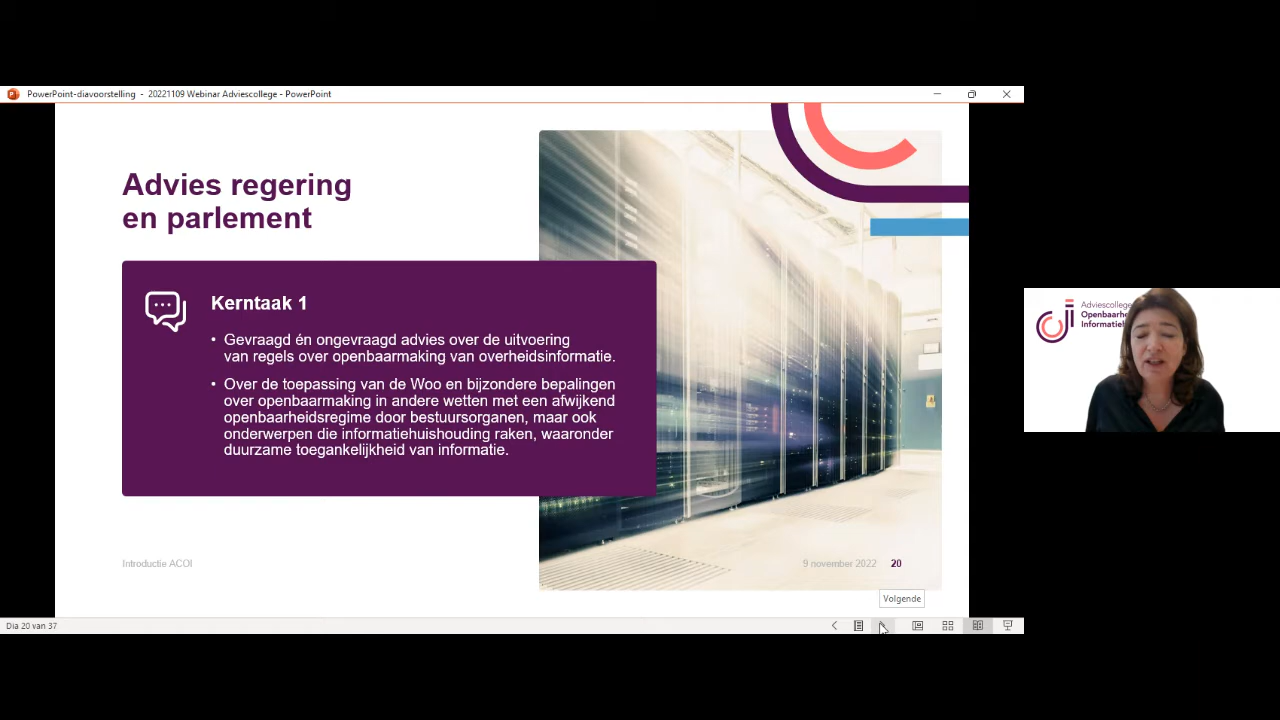 PowerPoint-diavoorstelling - 20221109 Webinar Adviescollege - PowerPoint
Advies regering
en parlement
Kerntaak 1
• Gevraagd én ongevraagd advies over de uitvoering
van regels over openbaarmaking van overheidsinformatie.
• Over de toepassing van de Woo en bijzondere bepalingen
over openbaarmaking in andere wetten met een afwijkend
openbaarheidsregime door bestuursorganen, maar ook
onderwerpen die informatiehuishouding raken, waaronder
duurzame toegankelijkheid van informatie.
Introductie ACOI
9 november 2022 20
Volgende
Dia 20 van 37
Adviescollege